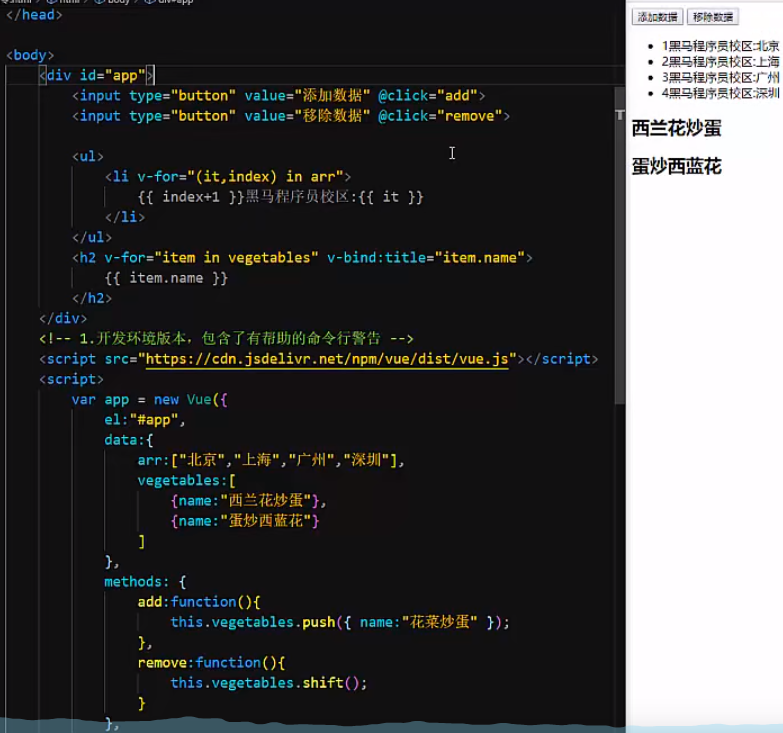 </head>
<body>
<div id="app">
<input type="button" value="添加数据" @click="add">
<input type="button" value="移除数据" @click="remove">
<ul>
<li v-for="(it,index) in arr">
{{ index+1 }}黑马程序员校区:{{ it }}
</li>
</ul>
<h2 v-for="item in vegetables" v-bind:title="item.name">
{{ item.name }}
</h2>
</div>
<!-- 1.开发环境版本，包含了有帮助的命令行警告 -->
<script src="https://cdn.jsdelivr.net/npm/vue/dist/vue.js"></script>
<script>
var app = new Vue({
el:"#app",
data:{
arr:["北京","上海","广州","深圳"],
vegetables:[
{name:"西兰花炒蛋"},
{name:"蛋炒西蓝花"}
]
},
methods: {
add:function(){
this.vegetables.push({ name:"花菜炒蛋" });
},
remove:function(){
this.vegetables.shift();
}
},
添加数据 移除数据
1黑马程序员校区:北京
2黑马程序员校区:上海
3黑马程序员校区:广州
4黑马程序员校区:深圳
西兰花炒蛋
蛋炒西蓝花